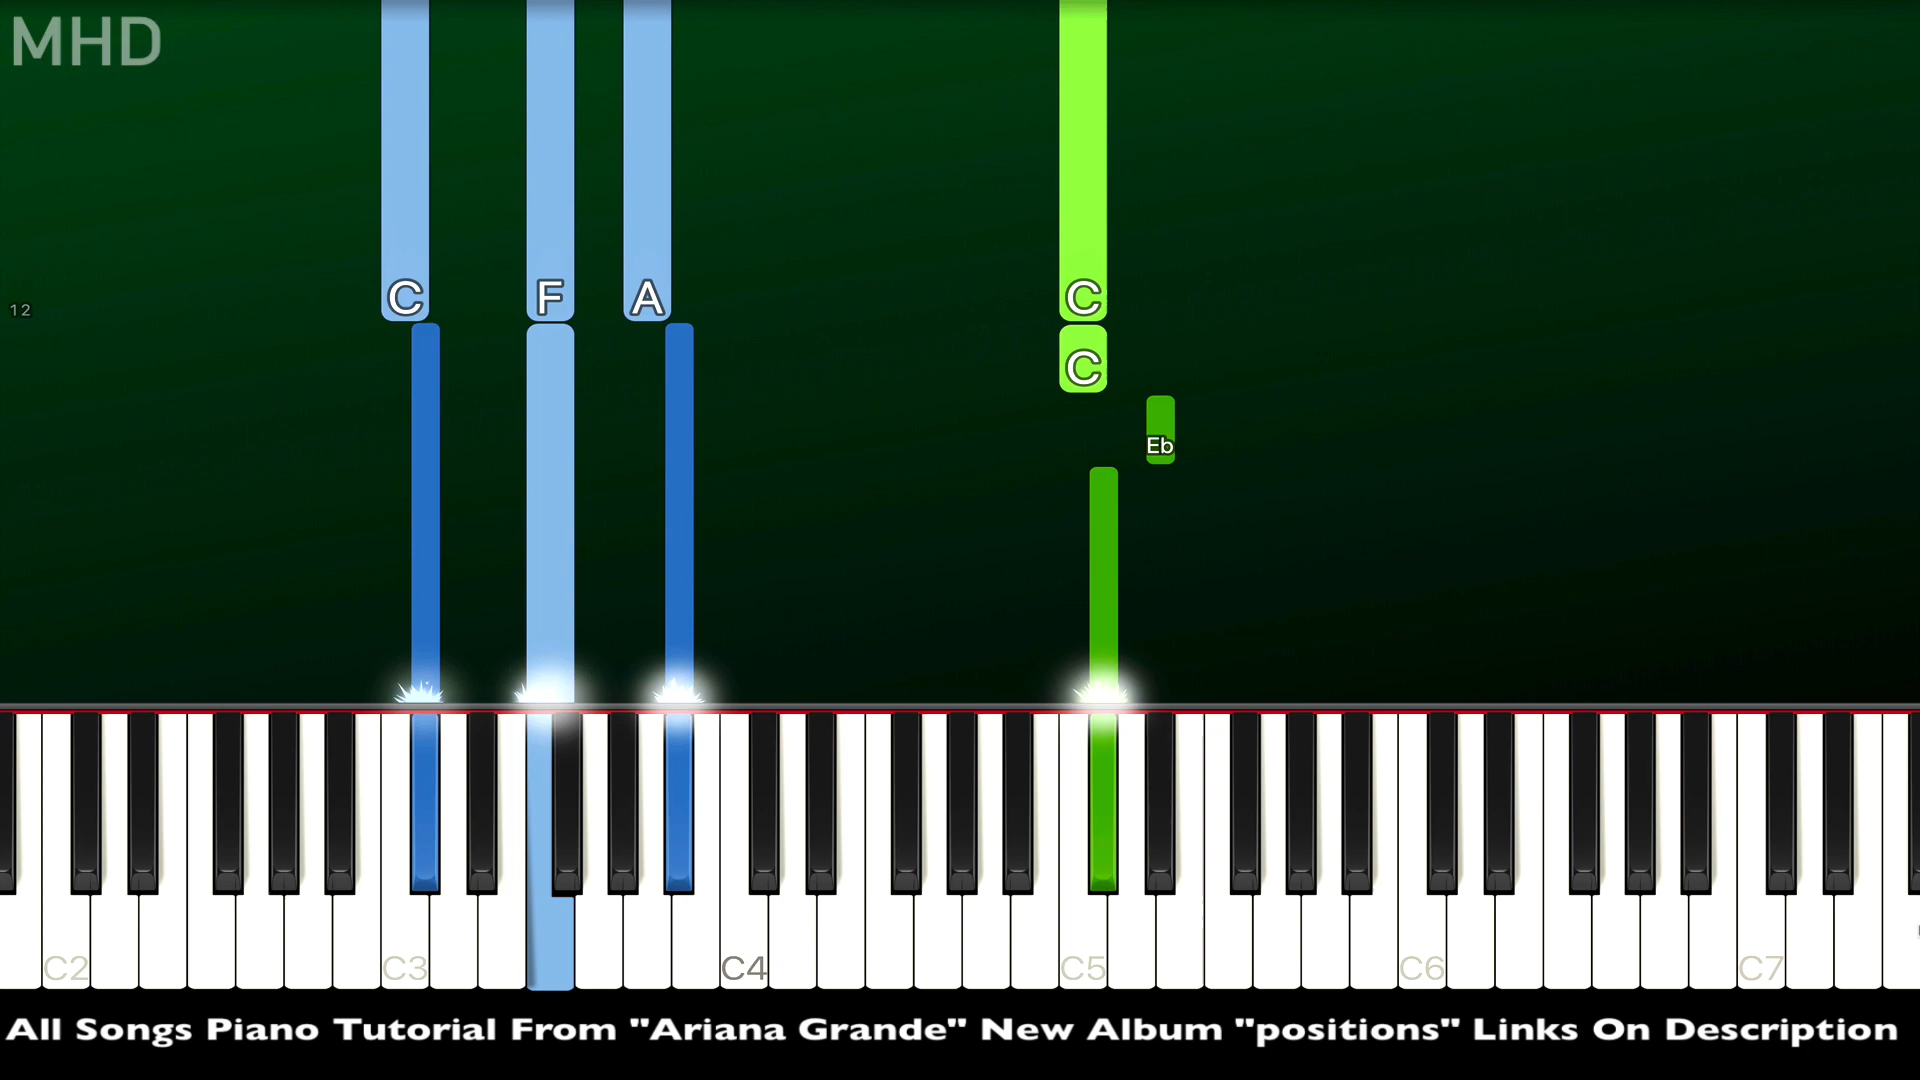 MHD
C F A C
12
C
Eb
C2 C3 C4 C5 C6 C7
All Songs Piano Tutorial From "Ariana Grande" New Album "positions" Links On Description